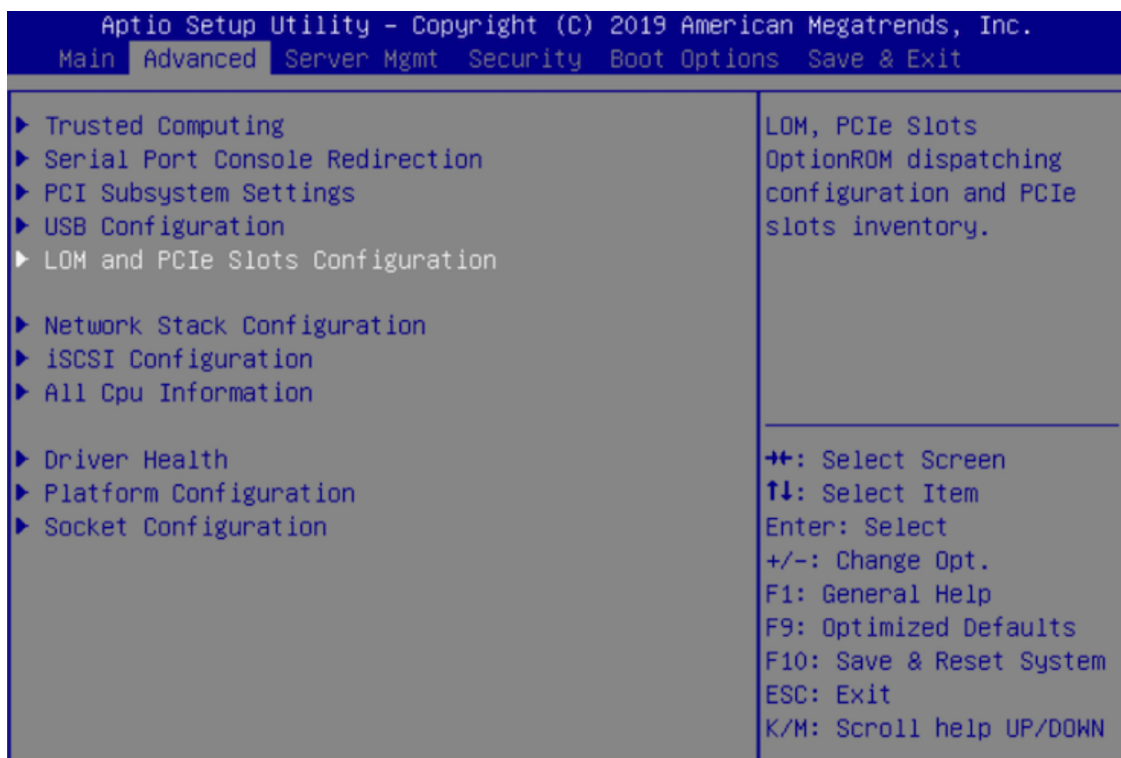 Aptio Setup Utility – Copyright (C) 2019 American Megatrends, Inc.
Main Advanced Server Mgmt Security Boot Options Save & Exit
Trusted Computing
Serial Port Console Redirection
PCI Subsystem Settings
USB Configuration
LOM and PCIe Slots Configuration
Network Stack Configuration
iSCSI Configuration
All Cpu Information
Driver Health
Platform Configuration
Socket Configuration
LOM, PCIe Slots
OptionROM dispatching
configuration and PCIe
slots inventory.
→←: Select Screen
↑↓: Select Item
Enter: Select
+/-: Change Opt.
F1: General Help
F9: Optimized Defaults
F10: Save & Reset System
ESC: Exit
K/M: Scroll help UP/DOWN